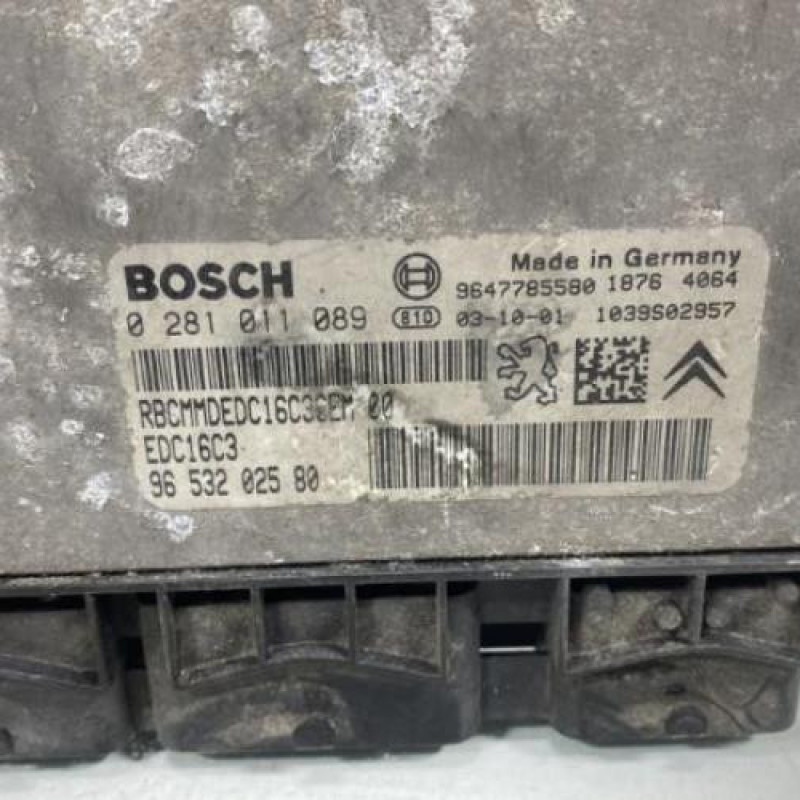 BOSCH
Made in Germany
9647785580 1876 4064
0 281 011 089
810
03-10-01
1039S02957
00
EDC16C3
96 532 025 80